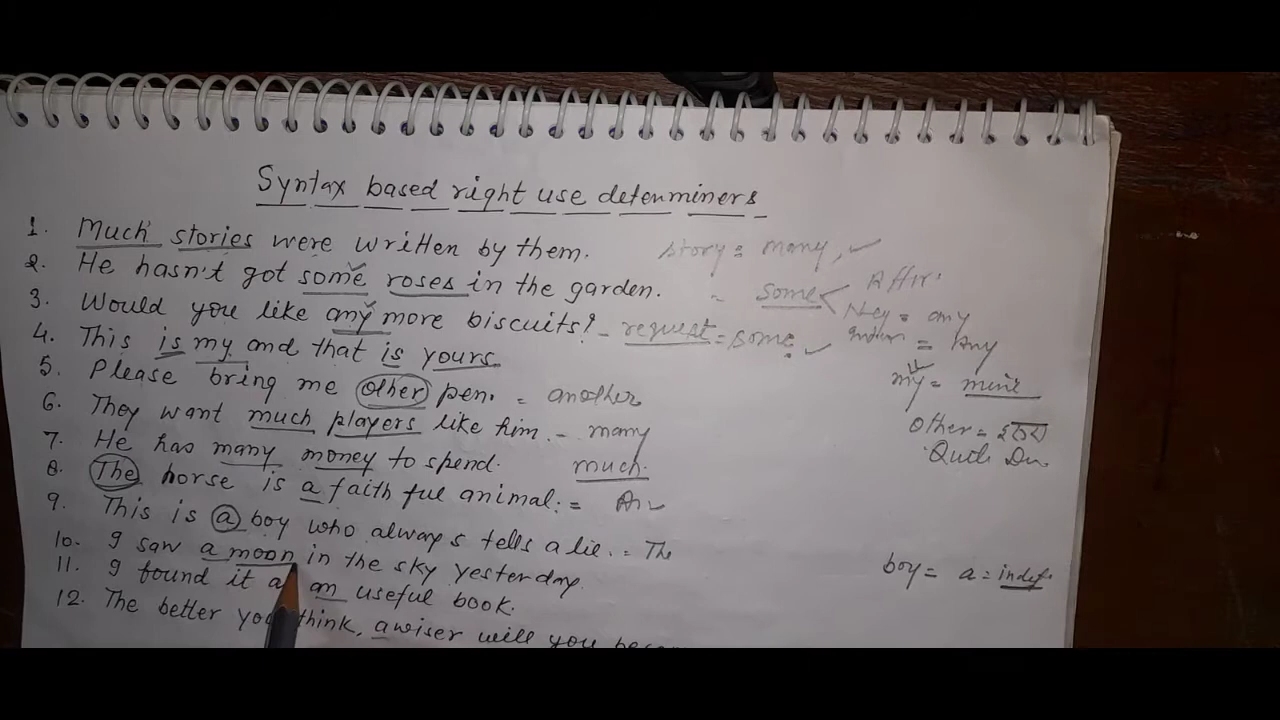 Syntax based right use determiners
1. Much stories were written by them. story = many, ✓
2. He hasn't got some roses in the garden. = some Affir.
3. Would you like any more biscuits? - request = some. ✓ Neg = any
4. This is my and that is yours. = Any
my = mine
5. Please bring me other pen. = another
6. They want much players like him. - many other =
7. He has many money to spend. much.
8. The horse is a faithful animal. = A
9. This is a boy who always tells a lie. = The
10. I saw a moon in the sky yesterday. boy = a = indef.
11. I found it a an useful book.
12. The better you think, a wiser will you